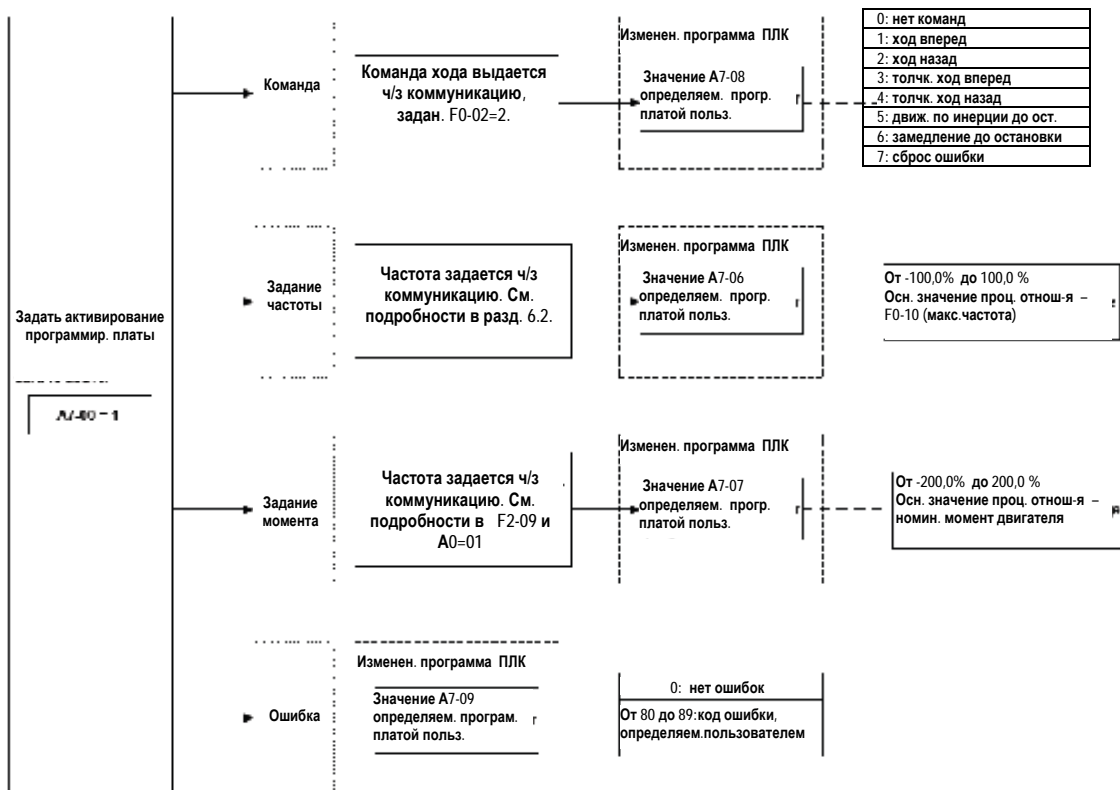 Задать активирование
программир. платы
A7-00 = 1
Команда
Команда хода выдается
ч/з коммуникацию,
задан. F0-02=2.
Изменен. программа ПЛК
Значение A7-08
определяем. прогр.
платой польз.
0: нет команд
1: ход вперед
2: ход назад
3: толчк. ход вперед
4: толчк. ход назад
5: движ. по инерции до ост.
6: замедление до остановки
7: сброс ошибки
Задание
частоты
Частота задается ч/з
коммуникацию. См.
подробности в разд. 6.2.
Изменен. программа ПЛК
Значение A7-06
определяем. прогр.
платой польз.
От -100,0% до 100,0 %
Осн. значение проц. отнош-я –
F0-10 (макс.частота)
Задание
момента
Частота задается ч/з
коммуникацию. См.
подробности в F2-09 и
A0=01
Изменен. программа ПЛК
Значение A7-07
определяем. прогр.
платой польз.
От -200,0% до 200,0 %
Осн. значение проц. отнош-я –
номин. момент двигателя
Ошибка
Изменен. программа ПЛК
Значение A7-09
определяем. програм.
платой польз.
0: нет ошибок
От 80 до 89:код ошибки,
определяем.пользователем